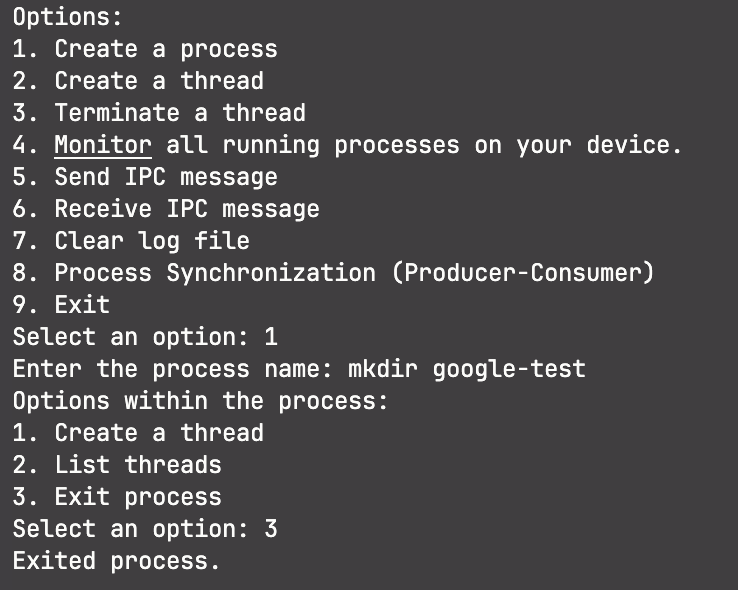 Options:
1. Create a process
2. Create a thread
3. Terminate a thread
4. Monitor all running processes on your device.
5. Send IPC message
6. Receive IPC message
7. Clear log file
8. Process Synchronization (Producer-Consumer)
9. Exit
Select an option: 1
Enter the process name: mkdir google-test
Options within the process:
1. Create a thread
2. List threads
3. Exit process
Select an option: 3
Exited process.